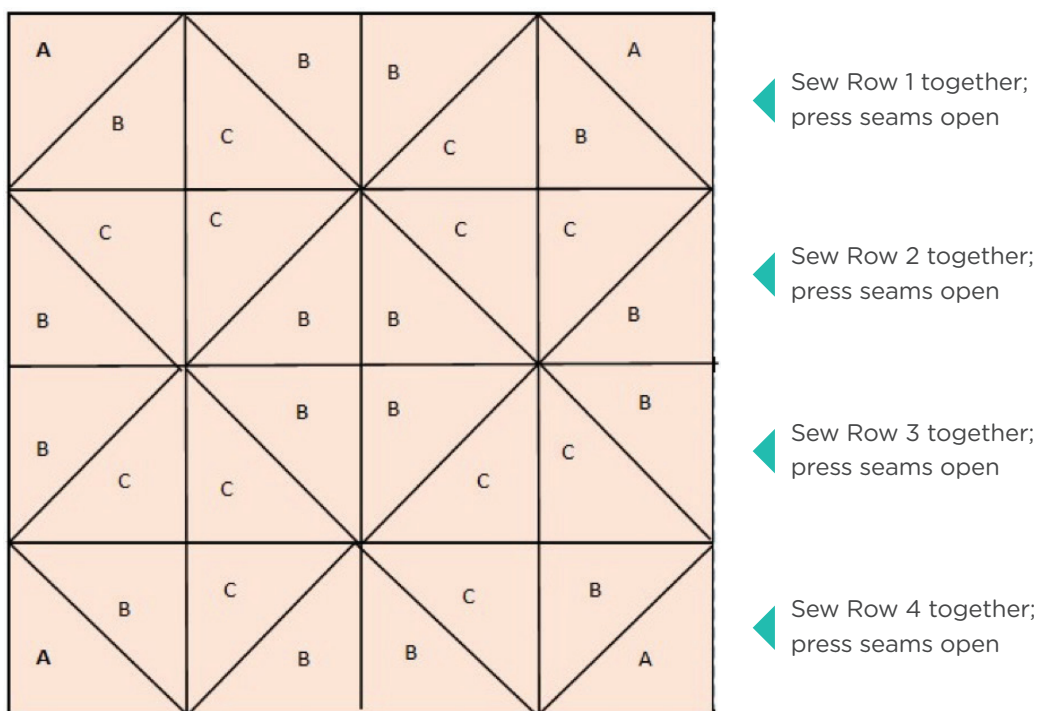 A B B A
B C C B
Sew Row 1 together;
press seams open
C C C C
B B B B
Sew Row 2 together;
press seams open
B B B B
C C C C
Sew Row 3 together;
press seams open
B C C B
A B B A
Sew Row 4 together;
press seams open